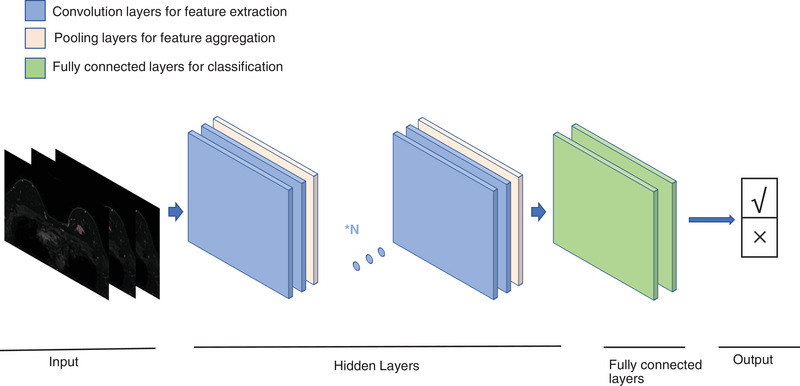 Convolution layers for feature extraction
Pooling layers for feature aggregation
Fully connected layers for classification
*N
√
×
Input
Hidden Layers
Fully connected
layers
Output